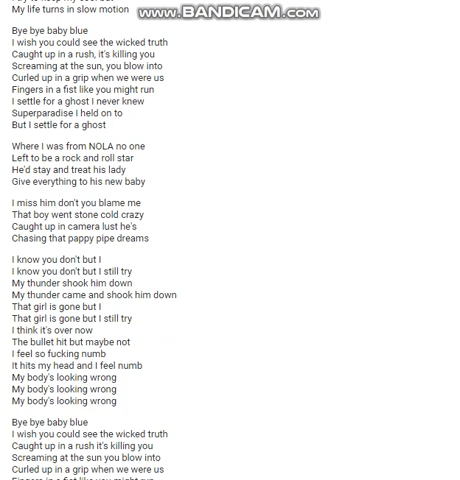 My life turns in slow motion
www.BANDICAM.com
Bye bye baby blue
I wish you could see the wicked truth
Caught up in a rush, it's killing you
Screaming at the sun, you blow into
Curled up in a grip when we were us
Fingers in a fist like you might run
I settle for a ghost I never knew
Superparadise I held on to
But I settle for a ghost
Where I was from NOLA no one
Left to be a rock and roll star
He'd stay and treat his lady
Give everything to his new baby
I miss him don't you blame me
That boy went stone cold crazy
Caught up in camera lust he's
Chasing that pappy pipe dreams
I know you don't but I
I know you don't but I still try
My thunder shook him down
My thunder came and shook him down
That girl is gone but I
That girl is gone but I still try
I think it's over now
The bullet hit but maybe not
I feel so fucking numb
It hits my head and I feel numb
My body's looking wrong
My body's looking wrong
My body's looking wrong
Bye bye baby blue
I wish you could see the wicked truth
Caught up in a rush it's killing you
Screaming at the sun you blow into
Curled up in a grip when we were us